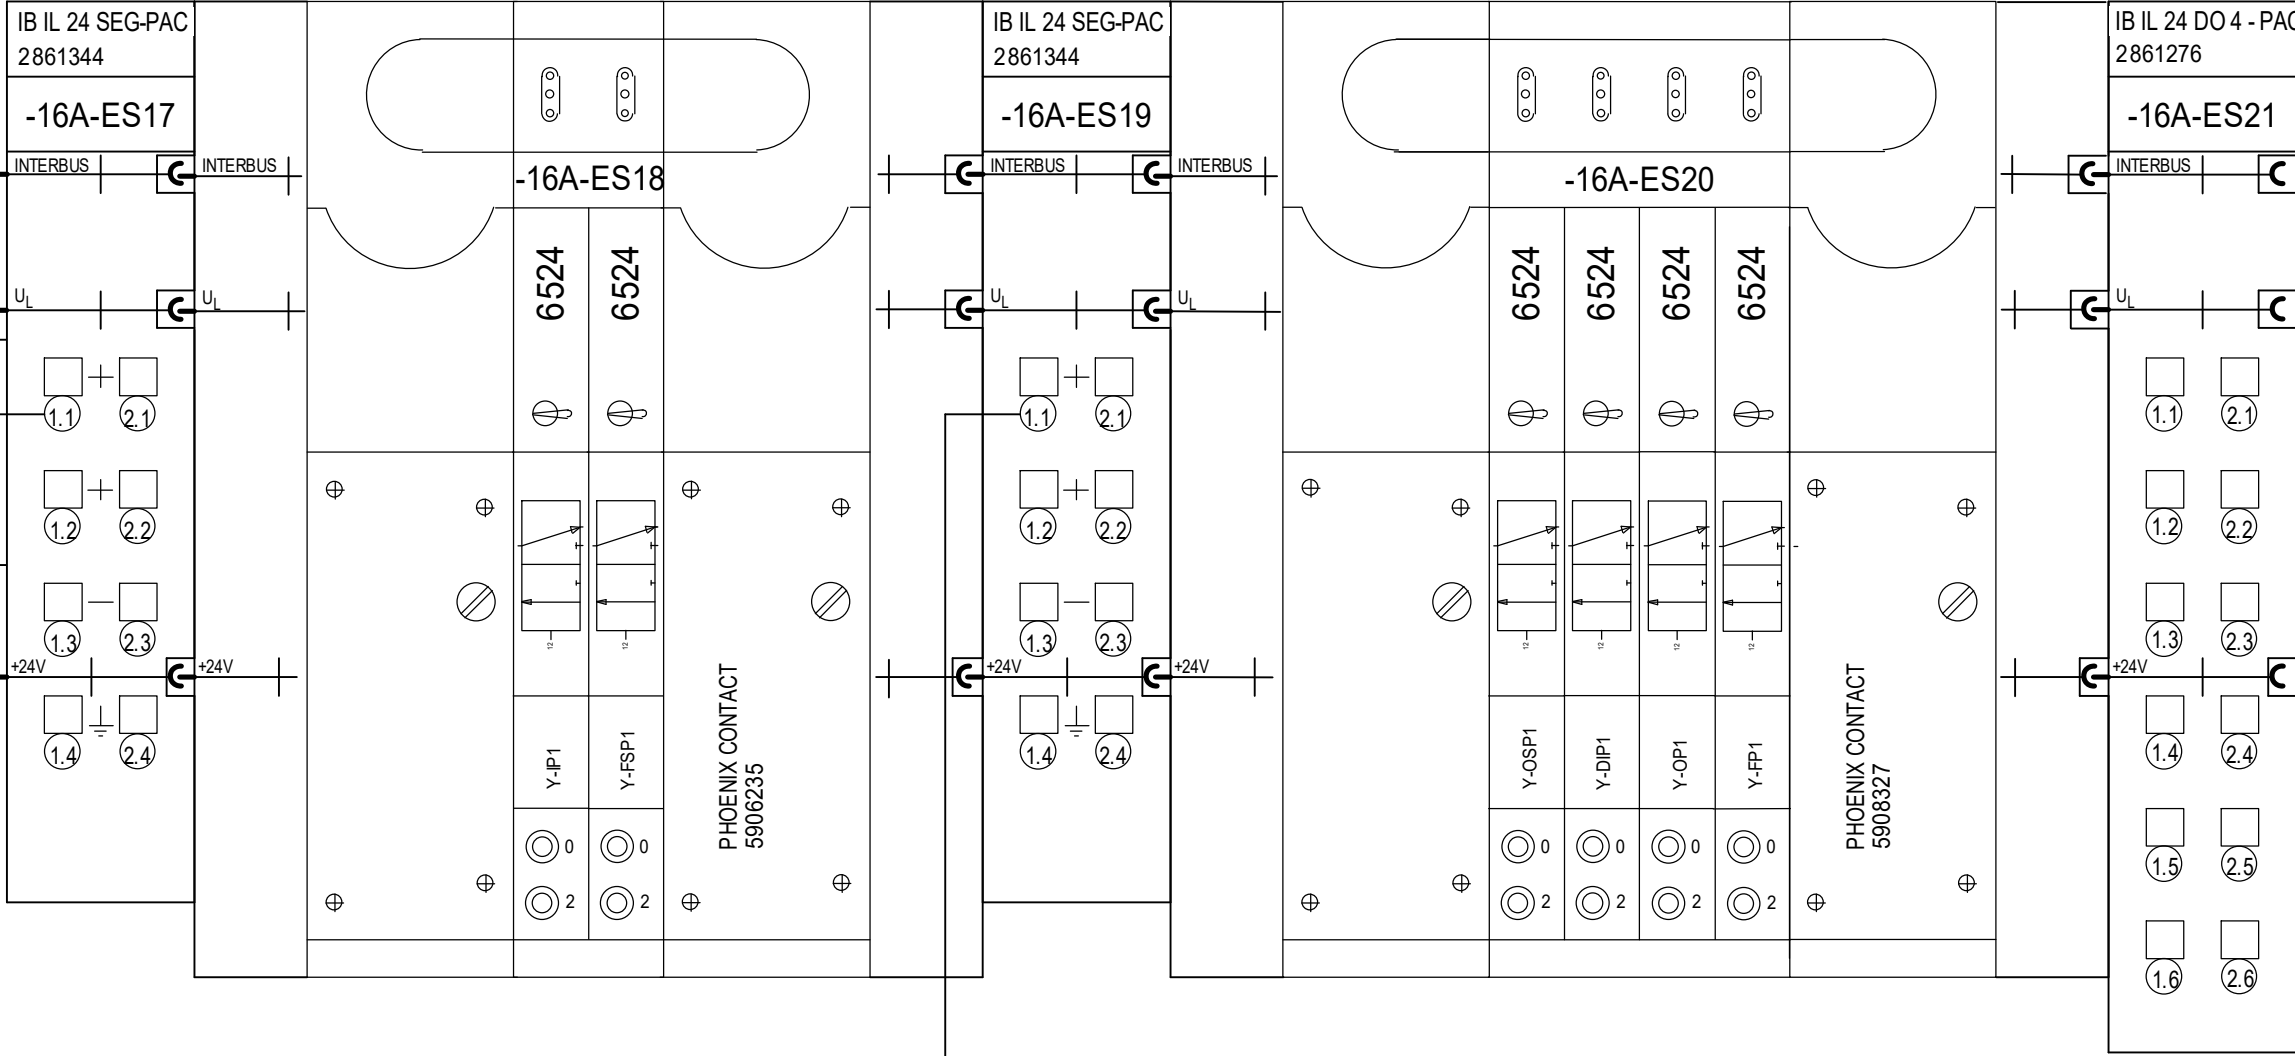 IB IL 24 SEG-PAC
2861344
-16A-ES17
INTERBUS
INTERBUS
UL
UL
1.1
2.1
1.2
2.2
1.3
2.3
+24V
+24V
1.4
2.4
-16A-ES18
6524
6524
12
12
Y-IP1
Y-FSP1
0
0
2
2
PHOENIX CONTACT
5906235
IB IL 24 SEG-PAC
2861344
-16A-ES19
INTERBUS
INTERBUS
UL
UL
1.1
2.1
1.2
2.2
1.3
2.3
+24V
+24V
1.4
2.4
-16A-ES20
6524
6524
6524
6524
12
12
12
12
Y-OSP1
Y-DIP1
Y-OP1
Y-FP1
0
0
0
0
2
2
2
2
PHOENIX CONTACT
5908327
IB IL 24 DO 4 - PAC
2861276
-16A-ES21
INTERBUS
UL
1.1
2.1
1.2
2.2
1.3
2.3
+24V
1.4
2.4
1.5
2.5
1.6
2.6